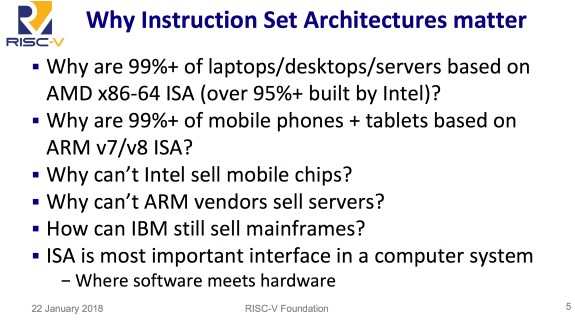 RISC-V
Why Instruction Set Architectures matter
▪ Why are 99%+ of laptops/desktops/servers based on
AMD x86-64 ISA (over 95%+ built by Intel)?
▪ Why are 99%+ of mobile phones + tablets based on
ARM v7/v8 ISA?
▪ Why can’t Intel sell mobile chips?
▪ Why can’t ARM vendors sell servers?
▪ How can IBM still sell mainframes?
▪ ISA is most important interface in a computer system
– Where software meets hardware
22 January 2018
RISC-V Foundation
5